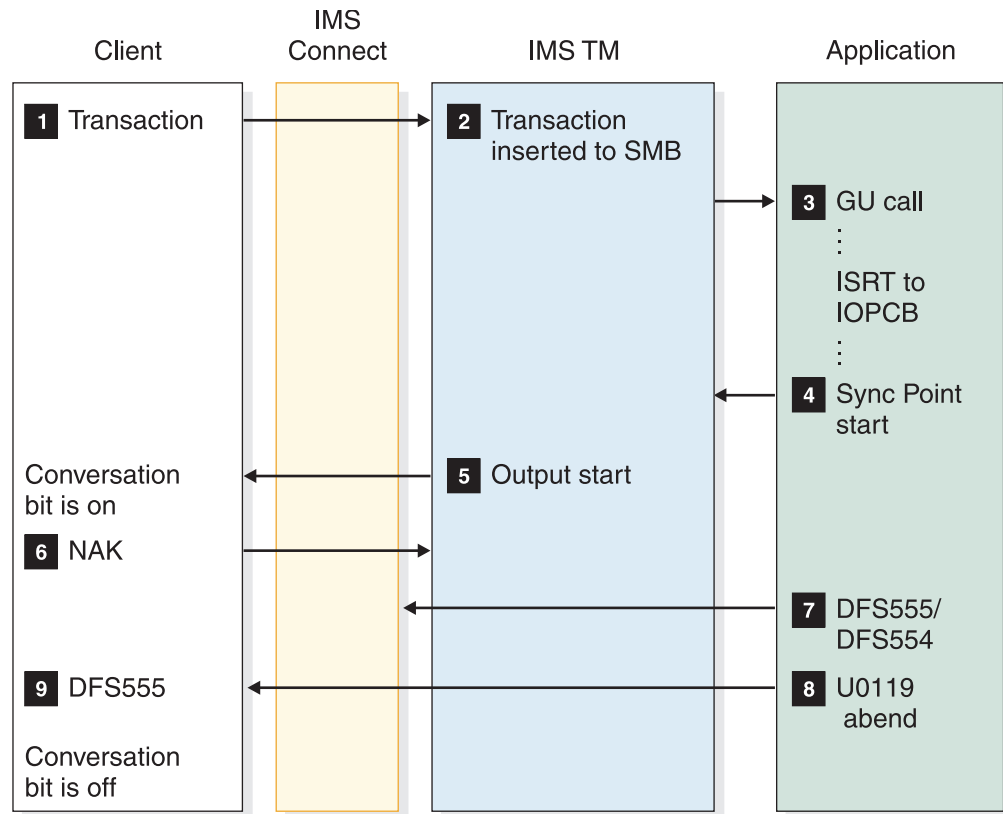 Client
IMS
Connect
IMS TM
Application
1 Transaction
2 Transaction
inserted to SMB
3 GU call
ISRT to
IOPCB
4 Sync Point
start
Conversation
bit is on
5 Output start
6 NAK
7 DFS555/
DFS554
9 DFS555
8 U0119
abend
Conversation
bit is off